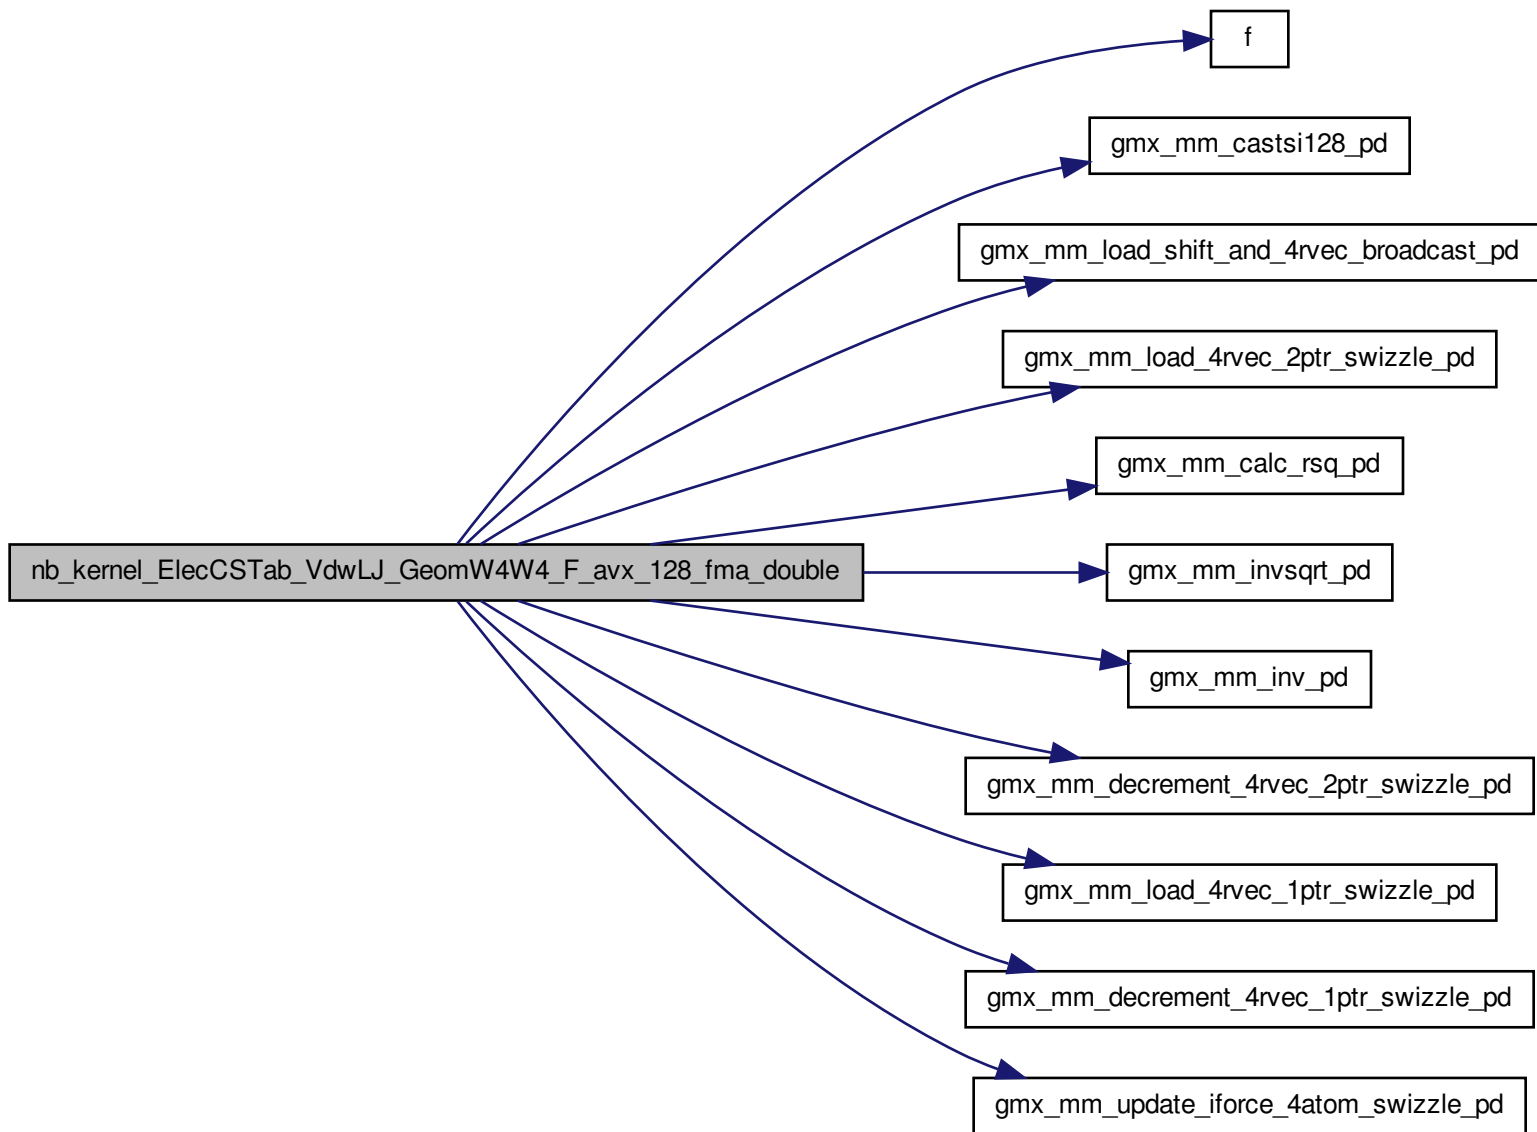 f
gmx_mm_castsi128_pd
gmx_mm_load_shift_and_4rvec_broadcast_pd
gmx_mm_load_4rvec_2ptr_swizzle_pd
gmx_mm_calc_rsq_pd
nb_kernel_ElecCSTab_VdwLJ_GeomW4W4_F_avx_128_fma_double
gmx_mm_invsqrt_pd
gmx_mm_inv_pd
gmx_mm_decrement_4rvec_2ptr_swizzle_pd
gmx_mm_load_4rvec_1ptr_swizzle_pd
gmx_mm_decrement_4rvec_1ptr_swizzle_pd
gmx_mm_update_iforce_4atom_swizzle_pd